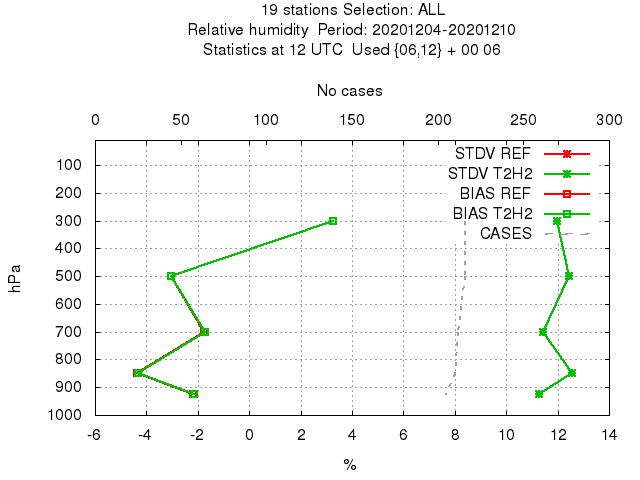 19 stations Selection: ALL
Relative humidity  Period: 20201204-20201210
Statistics at 12 UTC  Used {06,12} + 00 06
No cases
0 50 100 150 200 250 300
STDV REF
STDV T2H2
BIAS REF
BIAS T2H2
CASES
100
200
300
400
500
600
700
800
900
1000
hPa
-6 -4 -2 0 2 4 6 8 10 12 14
%